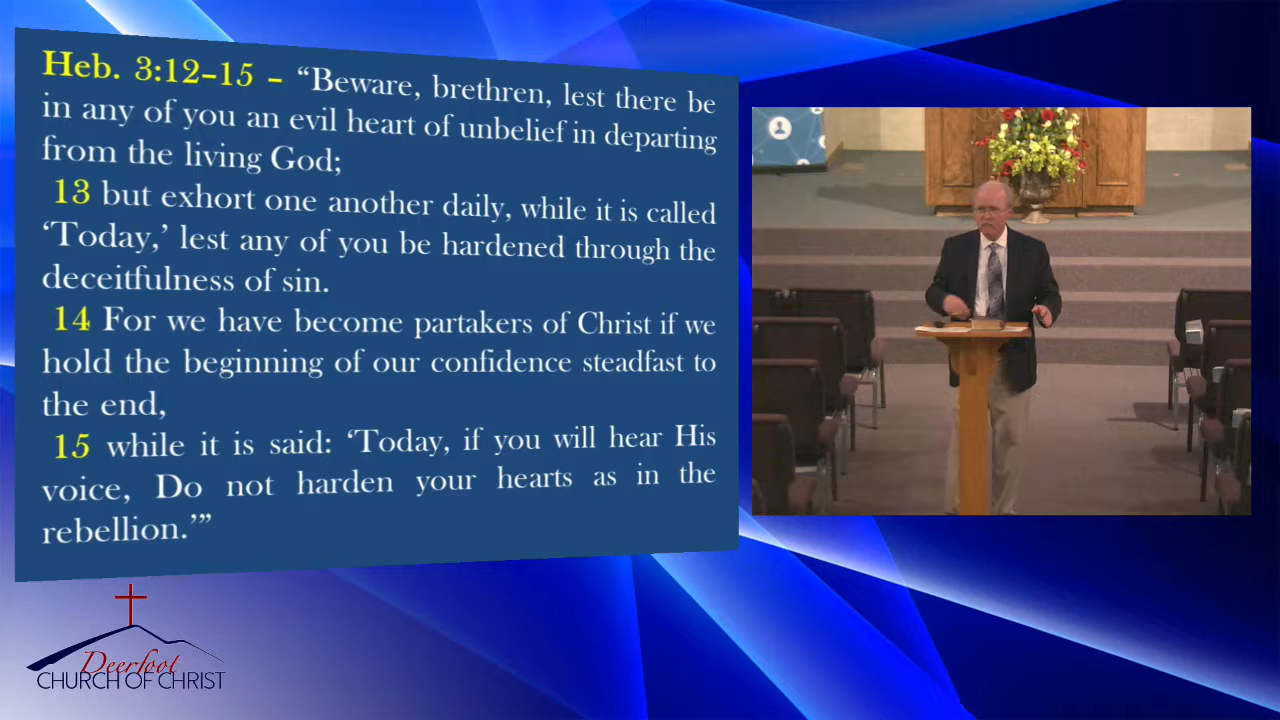 Heb. 3:12–15 – “Beware, brethren, lest there be
in any of you an evil heart of unbelief in departing
from the living God;
13 but exhort one another daily, while it is called
‘Today,’ lest any of you be hardened through the
deceitfulness of sin.
14 For we have become partakers of Christ if we
hold the beginning of our confidence steadfast to
the end,
15 while it is said: ‘Today, if you will hear His
voice, Do not harden your hearts as in the
rebellion.’”
Deerfoot
CHURCH OF CHRIST